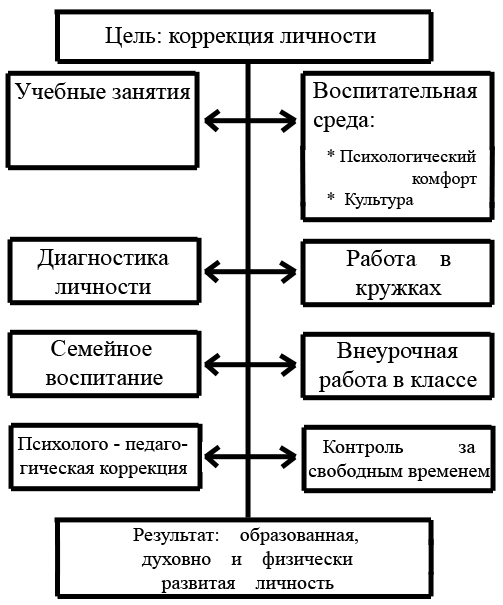 Цель: коррекция личности
Учебные занятия
Воспитательная
среда:
* Психологический
комфорт
* Культура
Диагностика
личности
Работа в
кружках
Семейное
воспитание
Внеурочная
работа в классе
Психолого - педаго-
гическая коррекция
Контроль за
свободным временем
Результат: образованная,
духовно и физически
развитая личность